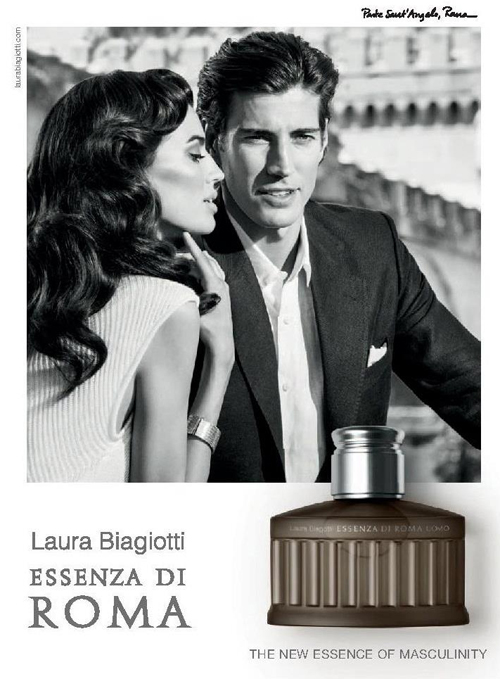 Ponte Sant'Angelo, Roma
laurabiagiotti.com
Laura Biagiotti ESSENZA DI ROMA UOMO
Laura Biagiotti
ESSENZA DI
ROMA
THE NEW ESSENCE OF MASCULINITY